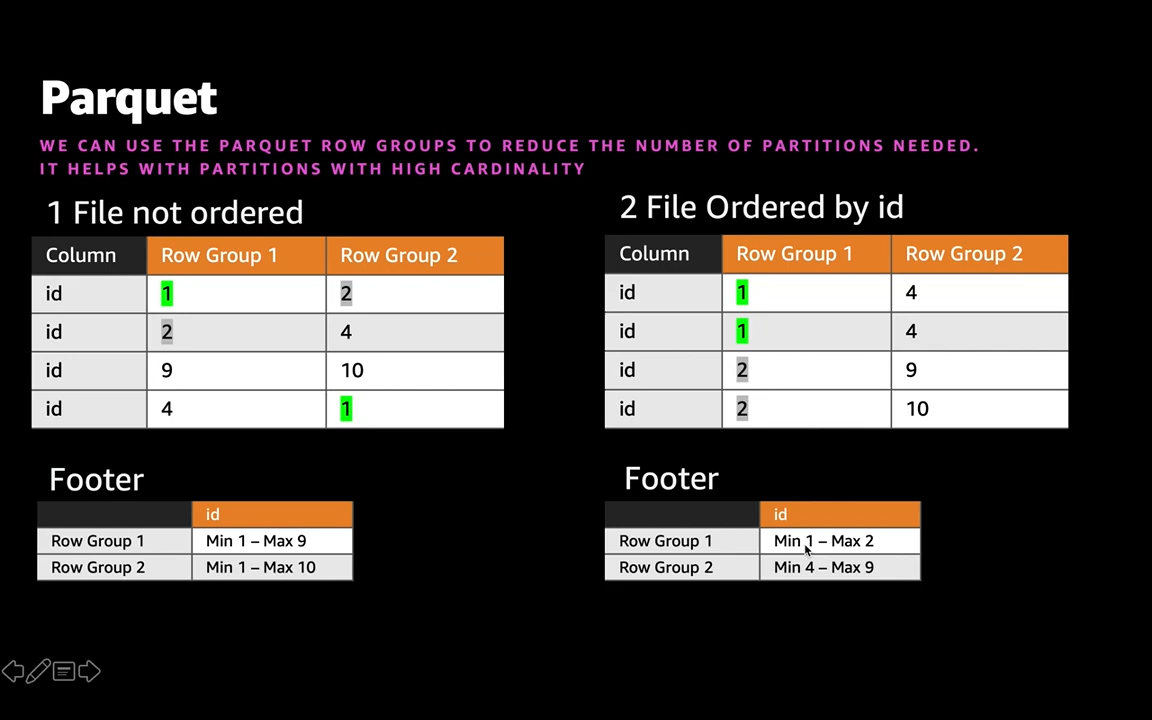 Parquet
WE CAN USE THE PARQUET ROW GROUPS TO REDUCE THE NUMBER OF PARTITIONS NEEDED.
IT HELPS WITH PARTITIONS WITH HIGH CARDINALITY
1 File not ordered
Column Row Group 1 Row Group 2
id 1 2
id 2 4
id 9 10
id 4 1
Footer
id
Row Group 1 Min 1 – Max 9
Row Group 2 Min 1 – Max 10
2 File Ordered by id
Column Row Group 1 Row Group 2
id 1 4
id 1 4
id 2 9
id 2 10
Footer
id
Row Group 1 Min 1 – Max 2
Row Group 2 Min 4 – Max 9